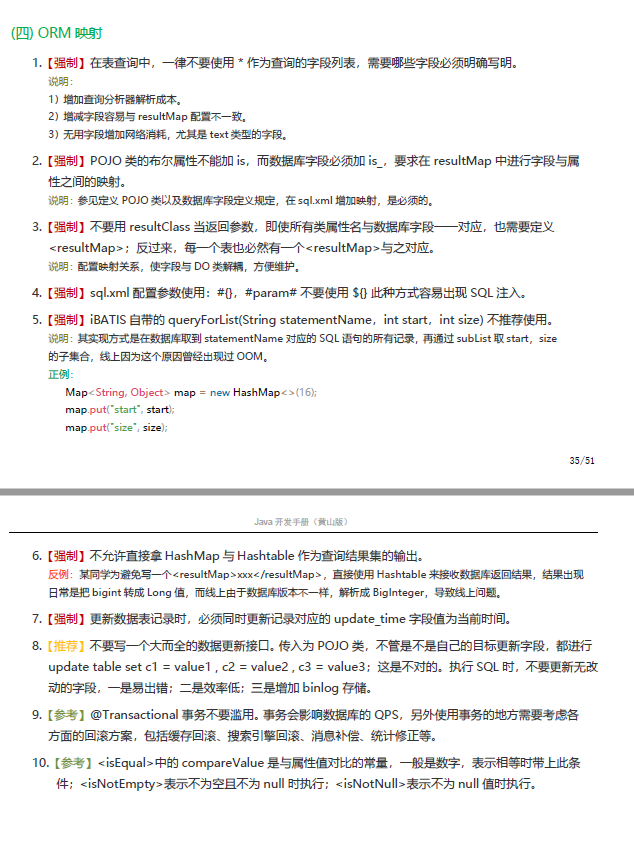 (四) ORM 映射
1.【强制】在表查询中，一律不要使用 * 作为查询的字段列表，需要哪些字段必须明确写明。
说明：
1）增加查询分析器解析成本。
2）增减字段容易与 resultMap 配置不一致。
3）无用字段增加网络消耗，尤其是 text 类型的字段。
2.【强制】POJO 类的布尔属性不能加 is，而数据库字段必须加 is_，要求在 resultMap 中进行字段与属
性之间的映射。
说明：参见定义 POJO 类以及数据库字段定义规定，在 sql.xml 增加映射，是必须的。
3.【强制】不要用 resultClass 当返回参数，即使所有类属性名与数据库字段一一对应，也需要定义
<resultMap>；反过来，每一个表也必然有一个<resultMap>与之对应。
说明：配置映射关系，使字段与 DO 类解耦，方便维护。
4.【强制】sql.xml 配置参数使用：#{}，#param# 不要使用 ${} 此种方式容易出现 SQL 注入。
5.【强制】iBATIS 自带的 queryForList(String statementName，int start，int size) 不推荐使用。
说明：其实现方式是在数据库取到 statementName 对应的 SQL 语句的所有记录，再通过 subList 取 start，size
的子集合，线上因为这个原因曾经出现过 OOM。
正例：
Map<String, Object> map = new HashMap<>(16);
map.put("start", start);
map.put("size", size);
35/51
Java 开发手册（黄山版）
6.【强制】不允许直接拿 HashMap 与 Hashtable 作为查询结果集的输出。
反例：某同学为避免写一个<resultMap>xxx</resultMap>，直接使用 Hashtable 来接收数据库返回结果，结果出现
日常是把 bigint 转成 Long 值，而线上由于数据库版本不一样，解析成 BigInteger，导致线上问题。
7.【强制】更新数据表记录时，必须同时更新记录对应的 update_time 字段值为当前时间。
8.【推荐】不要写一个大而全的数据更新接口。传入为 POJO 类，不管是不是自己的目标更新字段，都进行
update table set c1 = value1 , c2 = value2 , c3 = value3；这是不对的。执行 SQL 时，不要更新无改
动的字段，一是易出错；二是效率低；三是增加 binlog 存储。
9.【参考】@Transactional 事务不要滥用。事务会影响数据库的 QPS，另外使用事务的地方需要考虑各
方面的回滚方案，包括缓存回滚、搜索引擎回滚、消息补偿、统计修正等。
10.【参考】<isEqual>中的 compareValue 是与属性值对比的常量，一般是数字，表示相等时带上此条
件；<isNotEmpty>表示不为空且不为 null 时执行；<isNotNull>表示不为 null 值时执行。